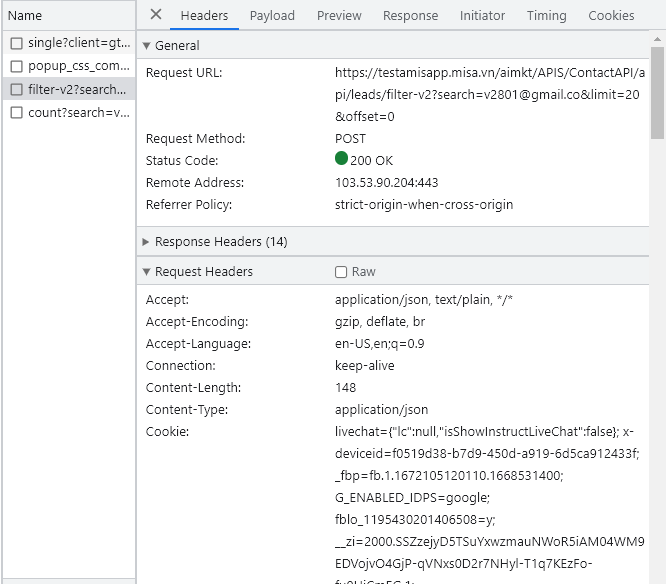 Name
Headers Payload Preview Response Initiator Timing Cookies
single?client=gt...
popup_css_com...
filter-v2?search...
count?search=v...
General
Request URL: https://testamisapp.misa.vn/aimkt/APIS/ContactAPI/a
pi/leads/filter-v2?search=v2801@gmail.co&limit=20
&offset=0
Request Method: POST
Status Code: 200 OK
Remote Address: 103.53.90.204:443
Referrer Policy: strict-origin-when-cross-origin
Response Headers (14)
Request Headers Raw
Accept: application/json, text/plain, */*
Accept-Encoding: gzip, deflate, br
Accept-Language: en-US,en;q=0.9
Connection: keep-alive
Content-Length: 148
Content-Type: application/json
Cookie: livechat={"lc":null,"isShowInstructLiveChat":false}; x-
deviceid=f0519d38-b7d9-450d-a919-6d5ca912433f;
_fbp=fb.1.1672105120110.1668531400;
G_ENABLED_IDPS=google;
fblo_1195430201406508=y;
__zi=2000.SSZzejyD5TSuYxwzmauNWoR5iAM04WM9
EDVojvO4GjP-qVNxs0D2r7NHyl-T1q7KEzFo-